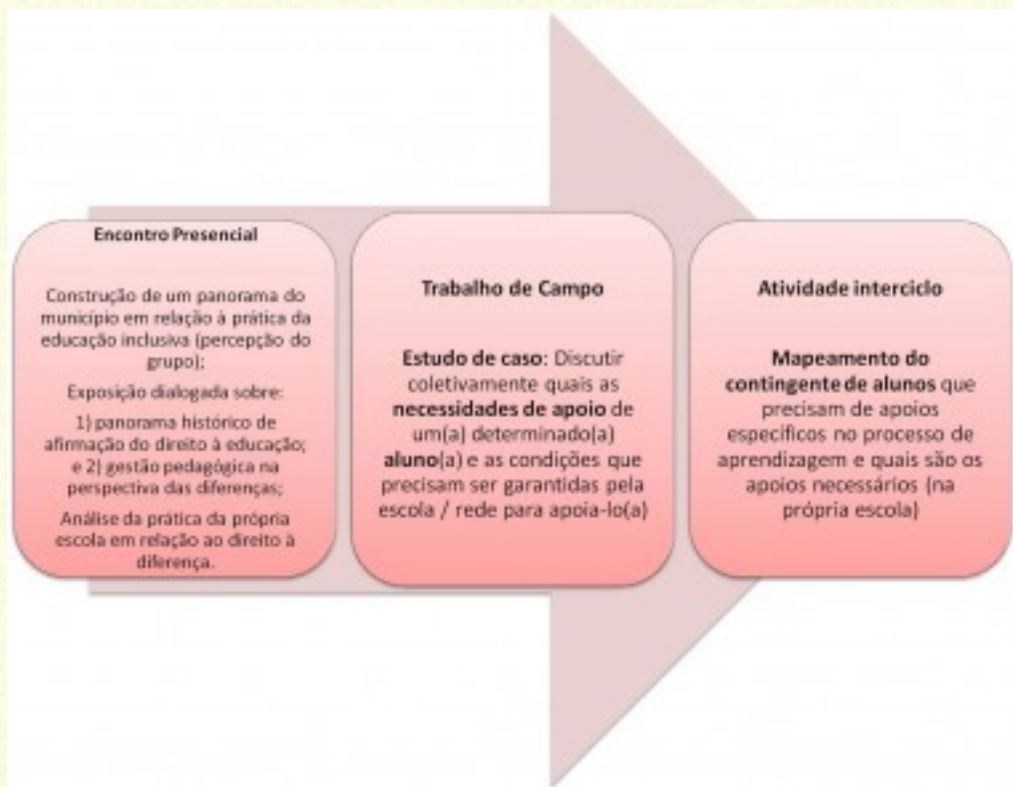 Encontro Presencial
Construção de um panorama do
município em relação à prática da
educação inclusiva (percepção do
grupo);
Exposição dialogada sobre:
1) panorama histórico de
afirmação do direito à educação;
e 2) gestão pedagógica na
perspectiva das diferenças;
Análise da prática da própria
escola em relação ao direito à
diferença.
Trabalho de Campo
Estudo de caso: Discutir
coletivamente quais as
necessidades de apoio de
um(a) determinado(a)
aluno(a) e as condições que
precisam ser garantidas pela
escola / rede para apoia-lo(a)
Atividade interciclo
Mapeamento do
contingente de alunos que
precisam de apoios
específicos no processo de
aprendizagem e quais são os
apoios necessários (na
própria escola)